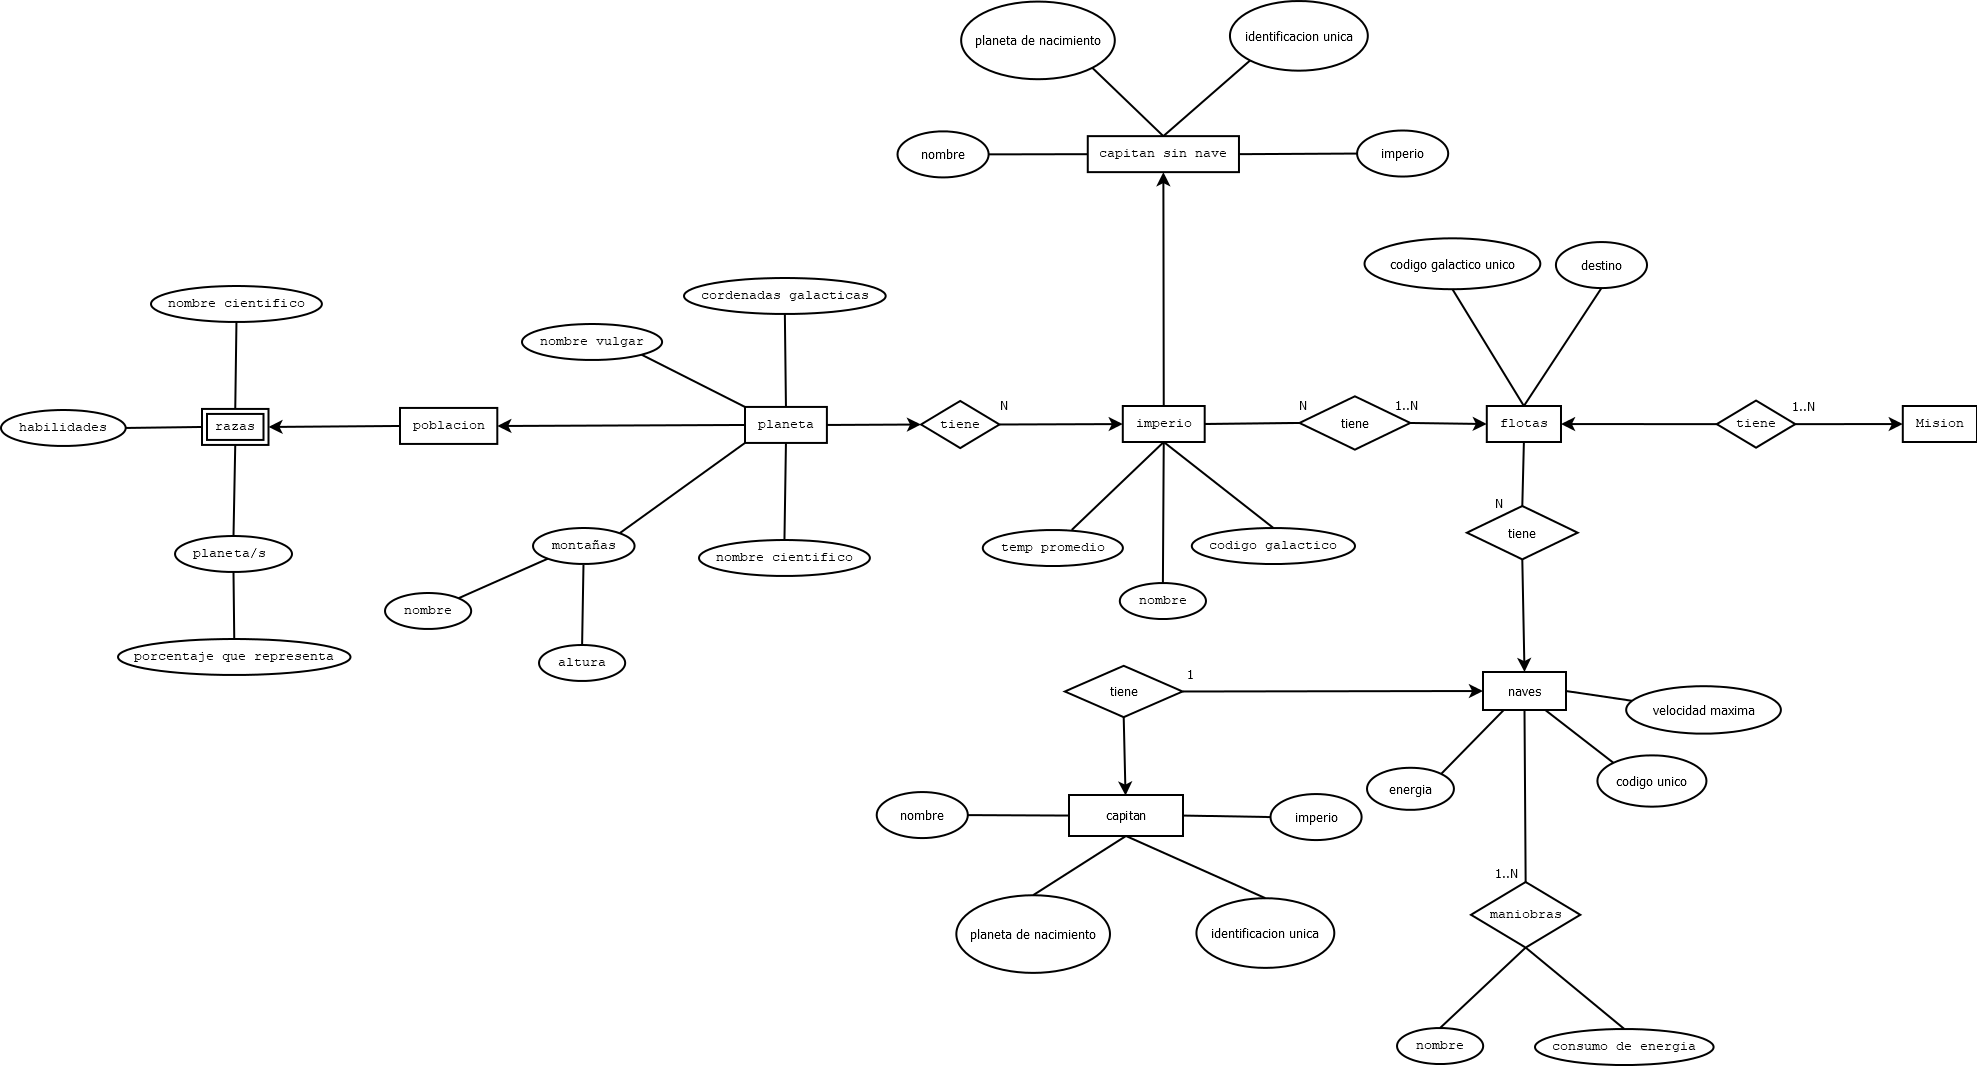 planeta de nacimiento
identificacion unica
nombre
capitan sin nave
imperio
codigo galactico unico
destino
nombre cientifico
cordenadas galacticas
nombre vulgar
habilidades
razas
poblacion
planeta
tiene
N
imperio
N
tiene
1..N
flotas
tiene
1..N
Mision
planeta/s
montañas
nombre cientifico
temp promedio
codigo galactico
nombre
N
tiene
nombre
porcentaje que representa
altura
tiene
1
naves
velocidad maxima
energia
codigo unico
nombre
capitan
imperio
planeta de nacimiento
identificacion unica
1..N
maniobras
nombre
consumo de energia